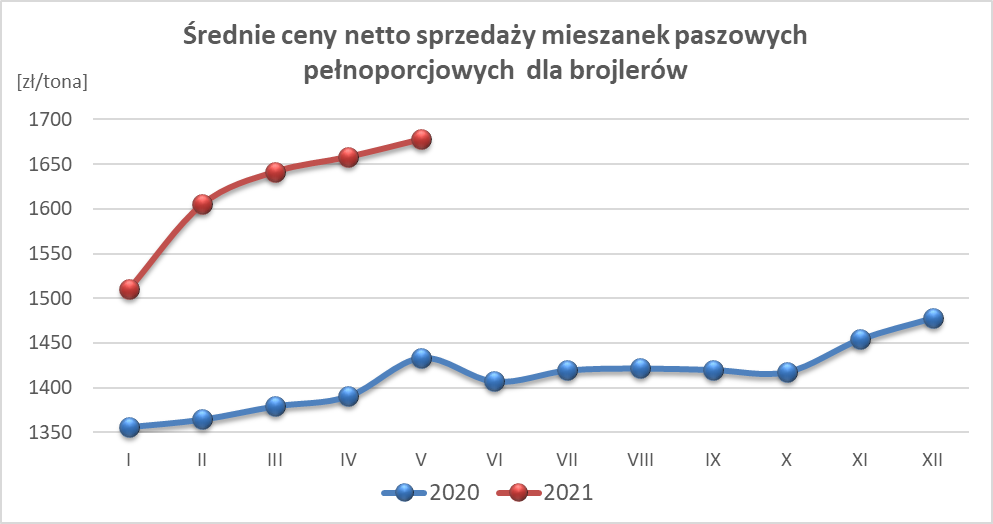 Średnie ceny netto sprzedaży mieszanek paszowych
pełnoporcjowych dla brojlerów
[zł/tona]
1700
1650
1600
1550
1500
1450
1400
1350
I II III IV V VI VII VIII IX X XI XII
2020 2021